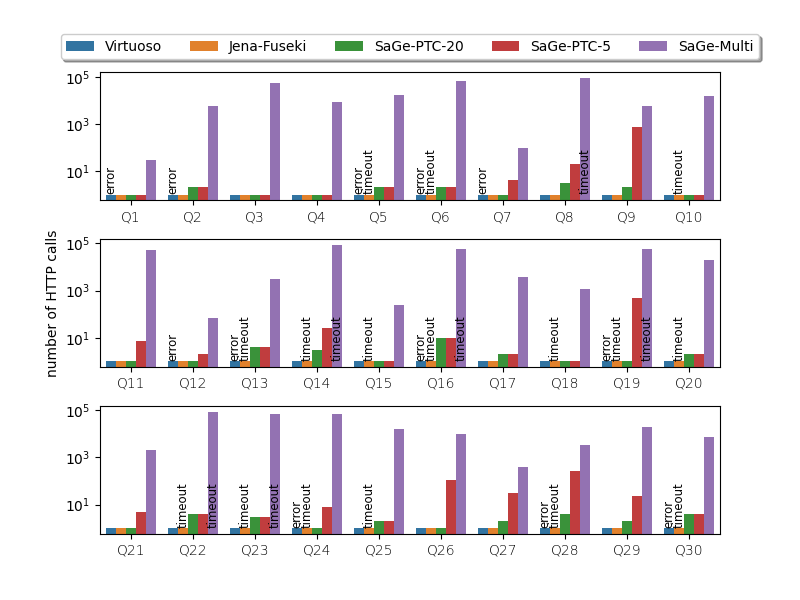 Virtuoso Jena-Fuseki SaGe-PTC-20 SaGe-PTC-5 SaGe-Multi
number of HTTP calls
10^5
10^3
10^1
error error error timeout error timeout error timeout timeout
Q1 Q2 Q3 Q4 Q5 Q6 Q7 Q8 Q9 Q10
10^5
10^3
10^1
error error timeout timeout timeout timeout error timeout timeout timeout error timeout timeout timeout
Q11 Q12 Q13 Q14 Q15 Q16 Q17 Q18 Q19 Q20
10^5
10^3
10^1
timeout timeout timeout timeout error timeout timeout error timeout error timeout
Q21 Q22 Q23 Q24 Q25 Q26 Q27 Q28 Q29 Q30